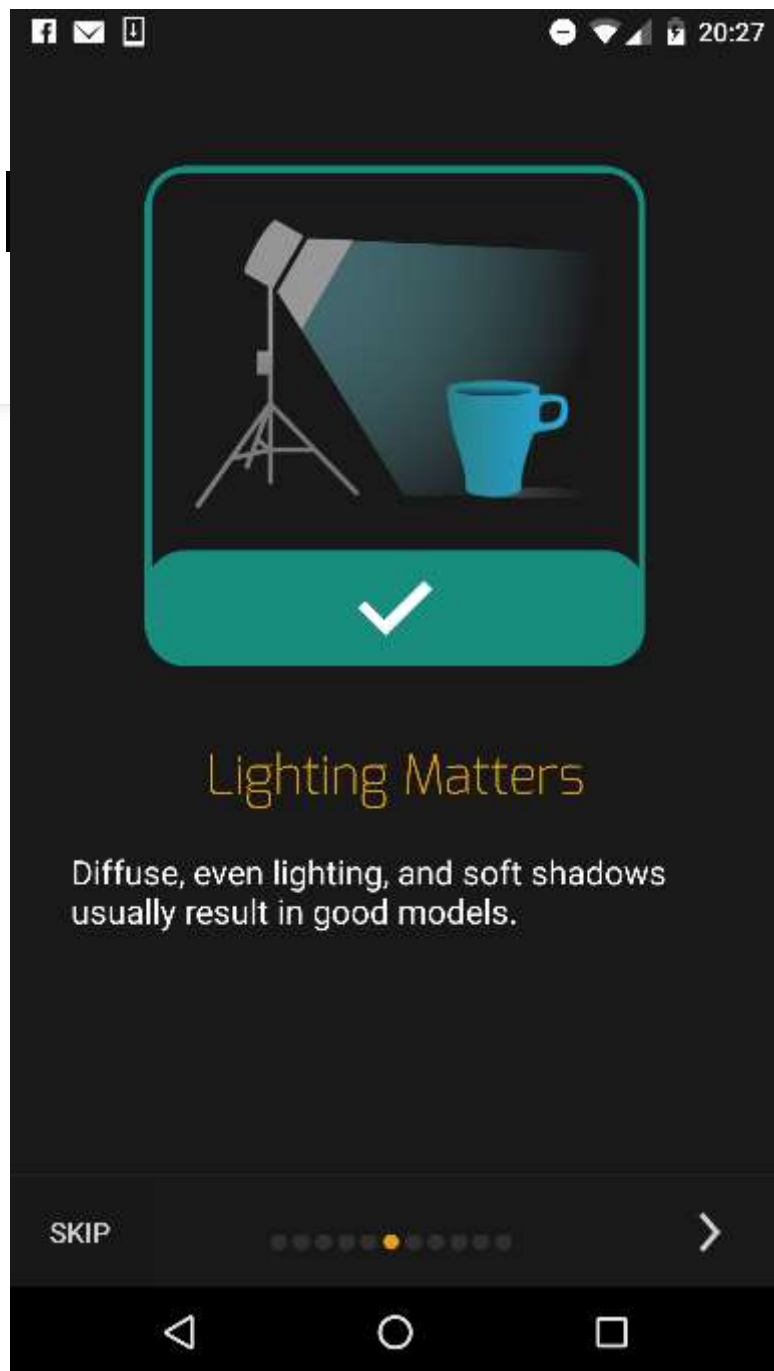 20:27
Lighting Matters
Diffuse, even lighting, and soft shadows
usually result in good models.
SKIP